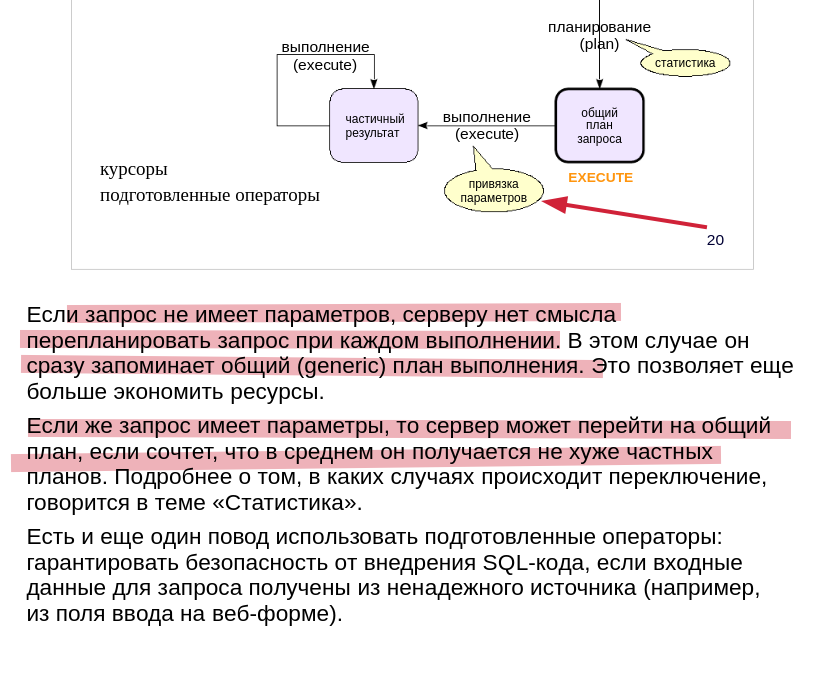 планирование
(plan)
статистика
выполнение
(execute)
частичный
результат
выполнение
(execute)
общий
план
запроса
EXECUTE
привязка
параметров
курсоры
подготовленные операторы
20
Если запрос не имеет параметров, серверу нет смысла
перепланировать запрос при каждом выполнении. В этом случае он
сразу запоминает общий (generic) план выполнения. Это позволяет еще
больше экономить ресурсы.
Если же запрос имеет параметры, то сервер может перейти на общий
план, если сочтет, что в среднем он получается не хуже частных
планов. Подробнее о том, в каких случаях происходит переключение,
говорится в теме «Статистика».
Есть и еще один повод использовать подготовленные операторы:
гарантировать безопасность от внедрения SQL-кода, если входные
данные для запроса получены из ненадежного источника (например,
из поля ввода на веб-форме).